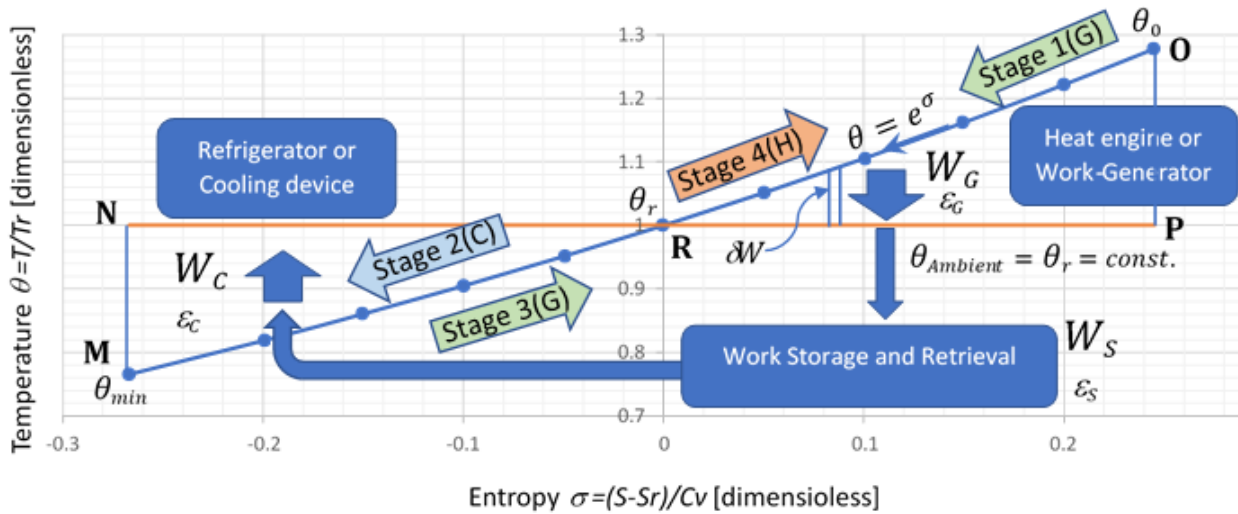 Temperature θ=T/Tr [dimensionless]
1.3
1.2
1.1
1
0.9
0.8
0.7
-0.3
-0.2
-0.1
0
0.1
0.2
θ₀
O
Stage 1(G)
θ = e^σ
Refrigerator or
Cooling device
Stage 4(H)
Heat engine or
Work-Generator
W_G
ε_G
N
θ_r
R
P
δW
θ_Ambient = θ_r = const.
Stage 2(C)
W_C
ε_C
Stage 3(G)
M
θ_min
Work Storage and Retrieval
W_S
ε_S
Entropy σ=(S-Sr)/Cv [dimensioless]